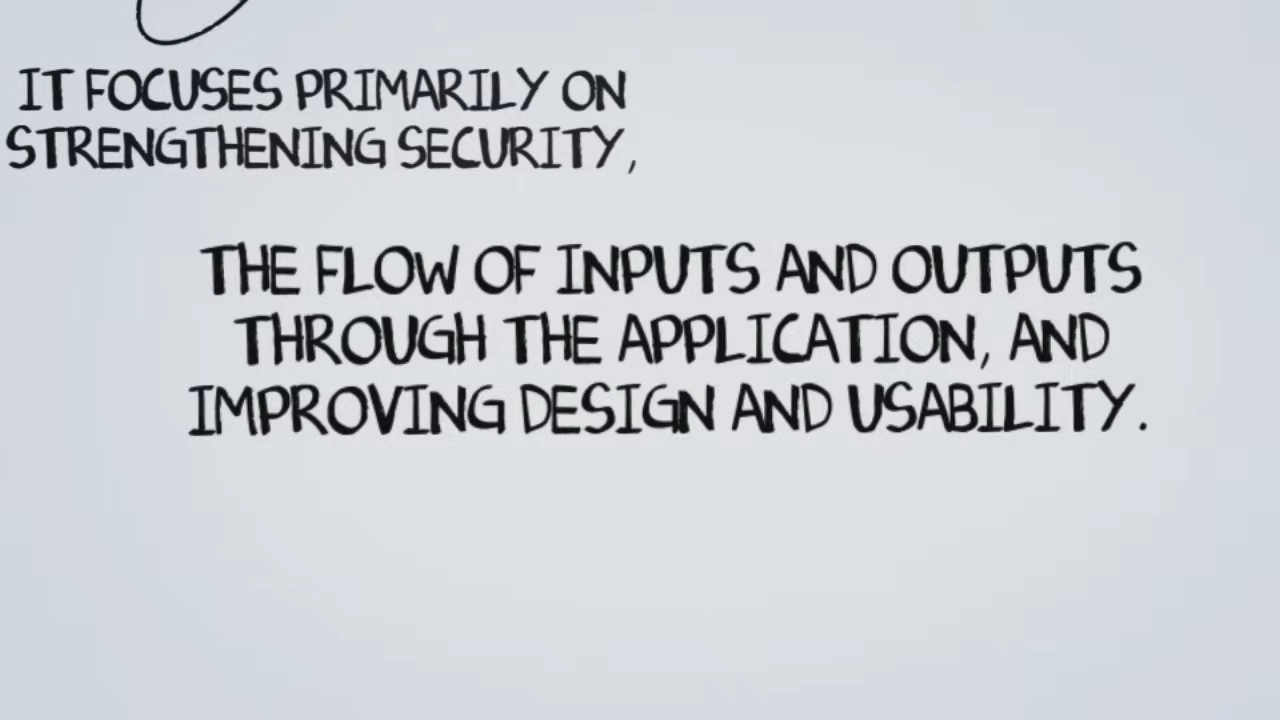 IT FOCUSES PRIMARILY ON
STRENGTHENING SECURITY,
THE FLOW OF INPUTS AND OUTPUTS
THROUGH THE APPLICATION, AND
IMPROVING DESIGN AND USABILITY.